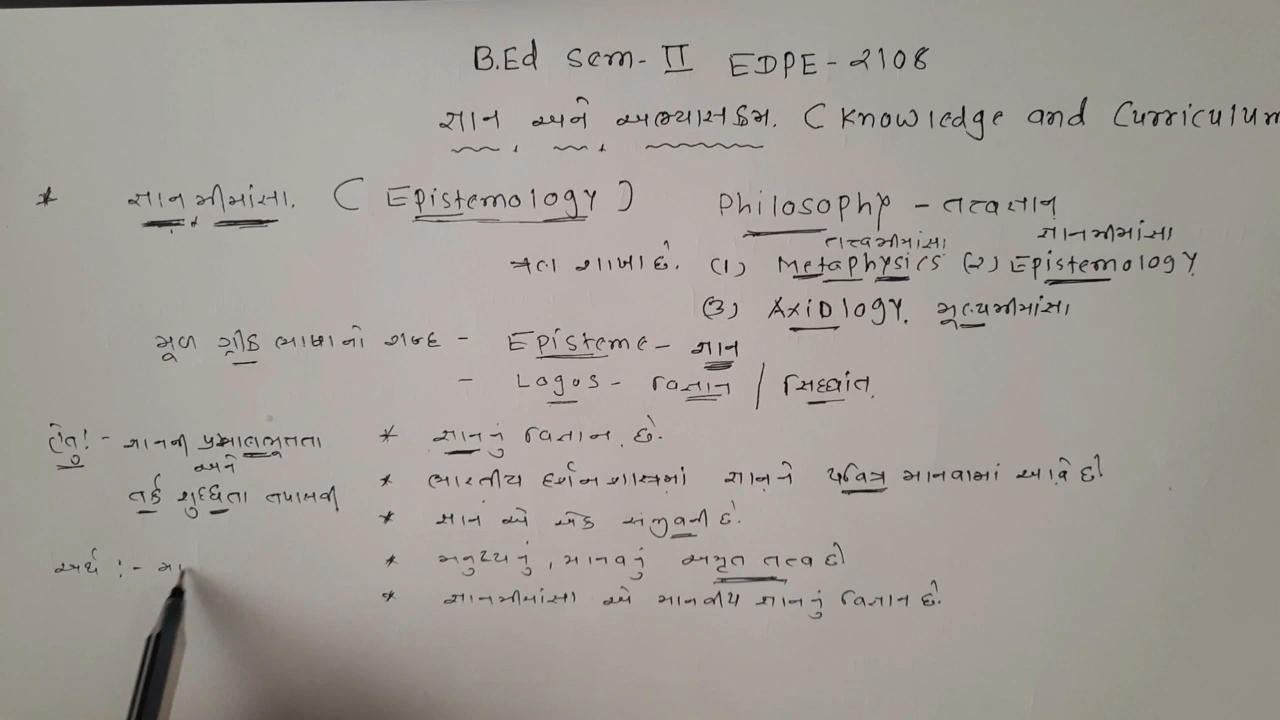 B.Ed Sem-II EDPE-2108
જ્ઞાન અને અભ્યાસક્રમ. (Knowledge and Curriculum
* જ્ઞાનમીમાંસા. (Epistemology) Philosophy - તત્વજ્ઞાન
તત્વમીમાંસા જ્ઞાનમીમાંસા
ત્રણ શાખા છે. (1) Metaphysics (2) Epistemology
(૩) Axiology. મૂલ્યમીમાંસા
મૂળ ગ્રીક ભાષાનો શબ્દ - Episteme - જ્ઞાન
- Logos - વિજ્ઞાન / સિદ્ધાંત.
હેતુ:- જ્ઞાનની પ્રમાણભૂતતા
અને
તર્ક શુદ્ધતા તપાસવી
* જ્ઞાનનું વિજ્ઞાન છે.
* ભારતીય દર્શનશાસ્ત્રમાં જ્ઞાનને પવિત્ર માનવામાં આવે છે
* જ્ઞાન એ એક સંજીવની છે.
અર્થ :- મા
* મનુષ્યનું, માનવનું અમૃત તત્વ છે
* જ્ઞાનમીમાંસા એ માનવીય જ્ઞાનનું વિજ્ઞાન છે.